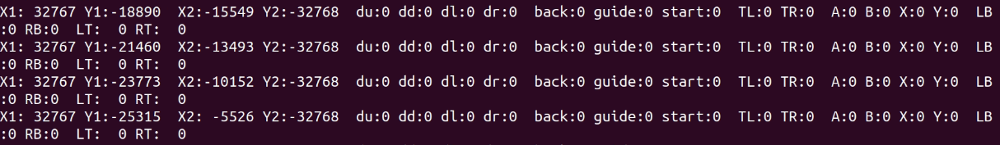 X1: 32767 Y1:-18890  X2:-15549 Y2:-32768  du:0 dd:0 dl:0 dr:0  back:0 guide:0 start:0  TL:0 TR:0  A:0 B:0 X:0 Y:0  LB
:0 RB:0  LT:  0 RT:  0
X1: 32767 Y1:-21460  X2:-13493 Y2:-32768  du:0 dd:0 dl:0 dr:0  back:0 guide:0 start:0  TL:0 TR:0  A:0 B:0 X:0 Y:0  LB
:0 RB:0  LT:  0 RT:  0
X1: 32767 Y1:-23773  X2:-10152 Y2:-32768  du:0 dd:0 dl:0 dr:0  back:0 guide:0 start:0  TL:0 TR:0  A:0 B:0 X:0 Y:0  LB
:0 RB:0  LT:  0 RT:  0
X1: 32767 Y1:-25315  X2: -5526 Y2:-32768  du:0 dd:0 dl:0 dr:0  back:0 guide:0 start:0  TL:0 TR:0  A:0 B:0 X:0 Y:0  LB
:0 RB:0  LT:  0 RT:  0